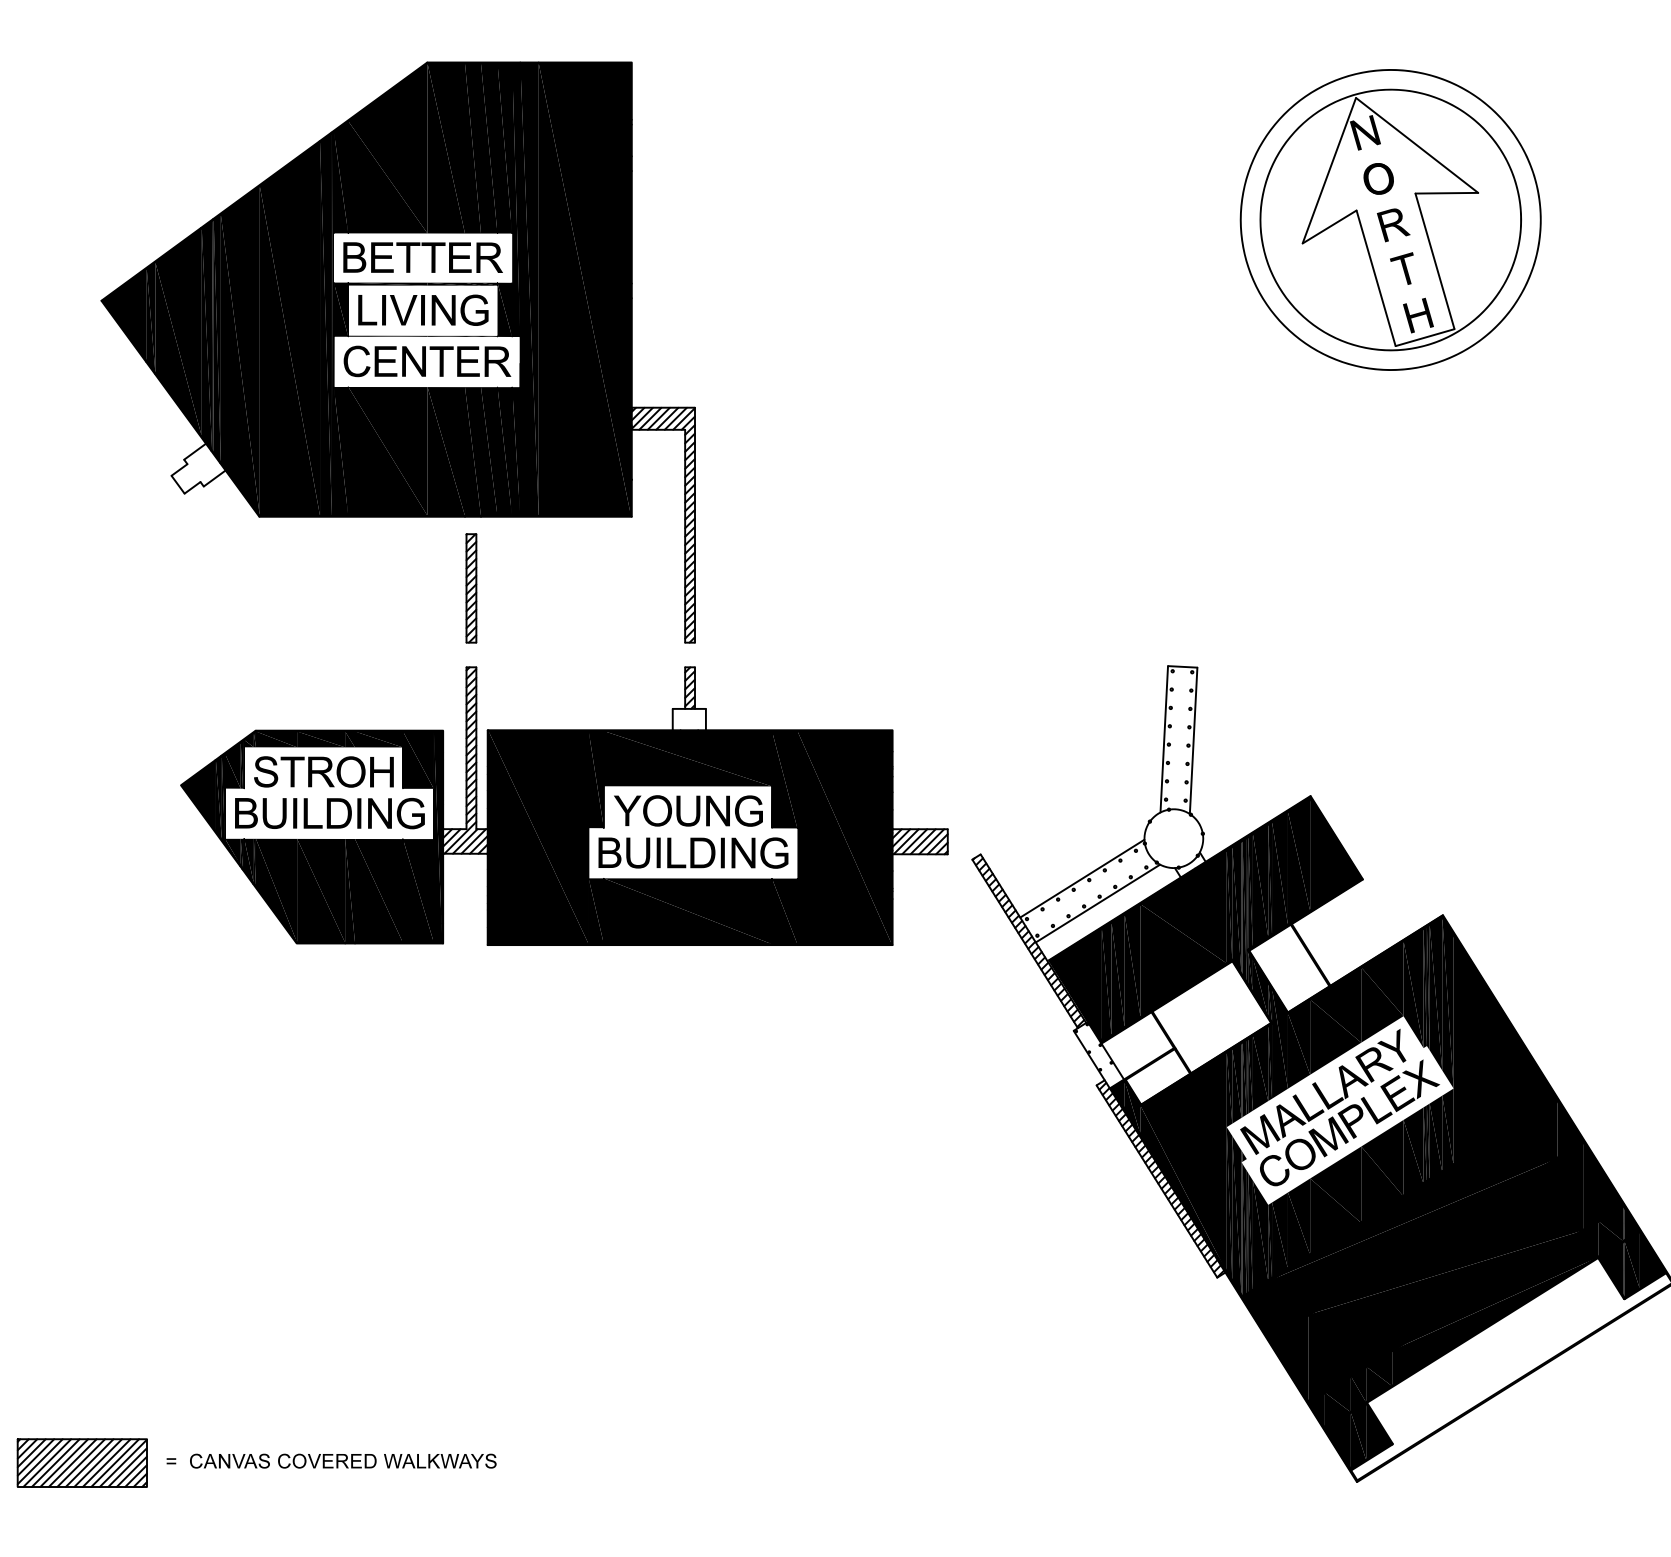 BETTER
LIVING
CENTER
NORTH
STROH
BUILDING
YOUNG
BUILDING
MALLARY
COMPLEX
= CANVAS COVERED WALKWAYS